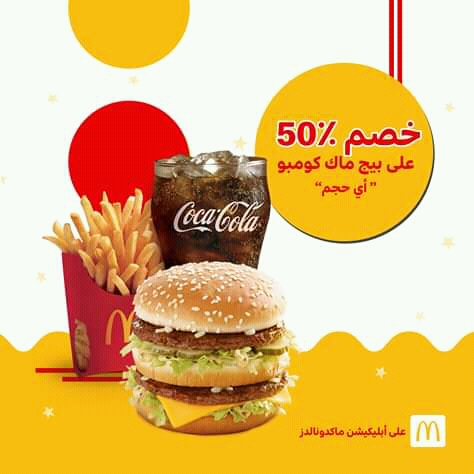 خصم 50٪
على بيج ماك كومبو
” أي حجم “
Coca-Cola
على أبليكيشن ماكدونالدز